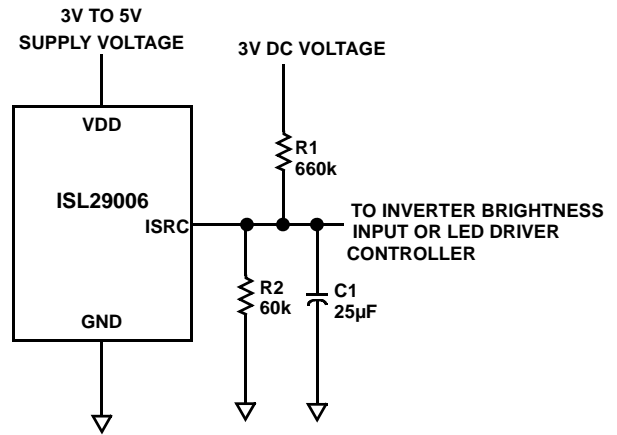 3V TO 5V
SUPPLY VOLTAGE
3V DC VOLTAGE
VDD
R1
660k
ISL29006
ISRC
TO INVERTER BRIGHTNESS
INPUT OR LED DRIVER
CONTROLLER
R2
60k
C1
25µF
GND